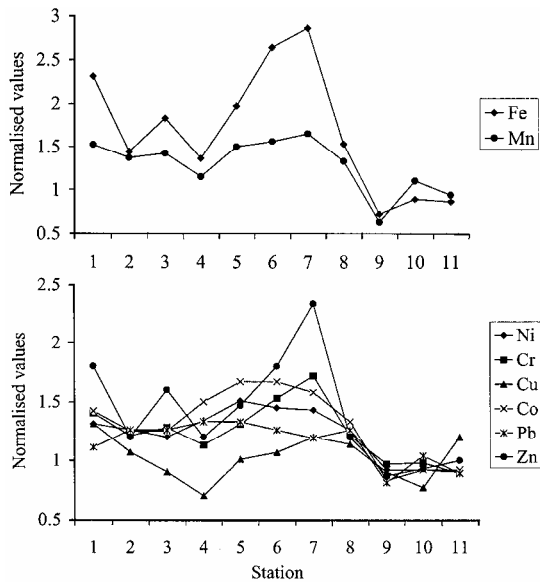 Normalised values
3
2.5
2
1.5
1
0.5
1 2 3 4 5 6 7 8 9 10 11
Fe
Mn
Normalised values
2.5
2
1.5
1
0.5
1 2 3 4 5 6 7 8 9 10 11
Station
Ni
Cr
Cu
Co
Pb
Zn